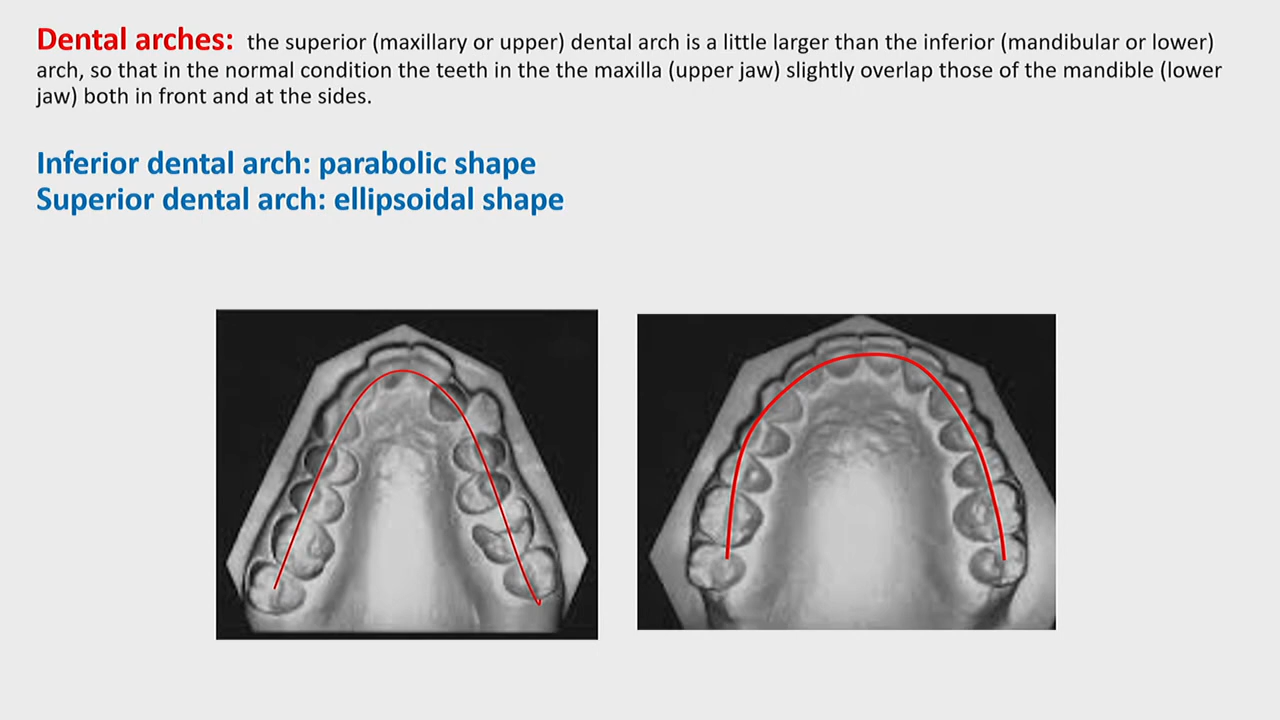 Dental arches: the superior (maxillary or upper) dental arch is a little larger than the inferior (mandibular or lower)
arch, so that in the normal condition the teeth in the the maxilla (upper jaw) slightly overlap those of the mandible (lower
jaw) both in front and at the sides.
Inferior dental arch: parabolic shape
Superior dental arch: ellipsoidal shape